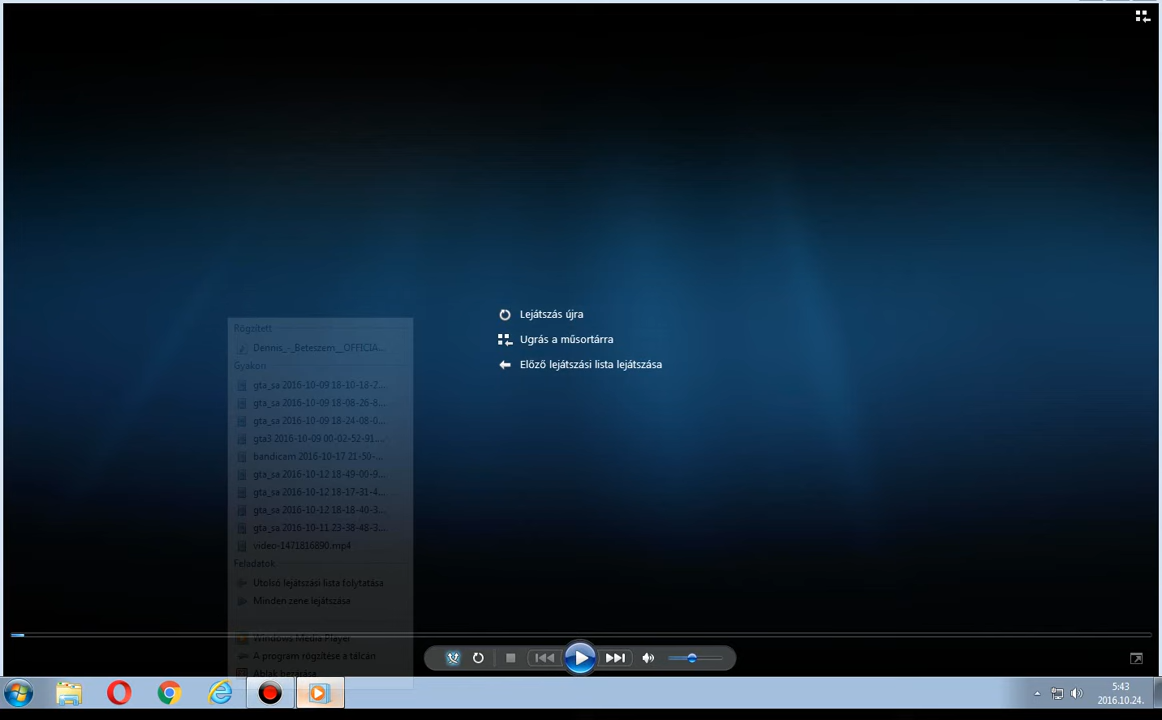 Lejátszás újra
Ugrás a műsortárra
Előző lejátszási lista lejátszása
Rögzített
Dennis_-_Beteszem__OFFICIA...
Gyakori
gta_sa 2016-10-09 18-10-18-2...
gta_sa 2016-10-09 18-08-26-8...
gta_sa 2016-10-09 18-24-08-0...
gta3 2016-10-09 00-02-52-91...
bandicam 2016-10-17 21-50-...
gta_sa 2016-10-12 18-49-00-9...
gta_sa 2016-10-12 18-17-31-4...
gta_sa 2016-10-12 18-18-40-3...
gta_sa 2016-10-11 23-38-48-3...
video-1471816890.mp4
Feladatok
Utolsó lejátszási lista folytatása
Minden zene lejátszása
Windows Media Player
A program rögzítése a tálcán
Ablak bezárása
5:43
2016.10.24.